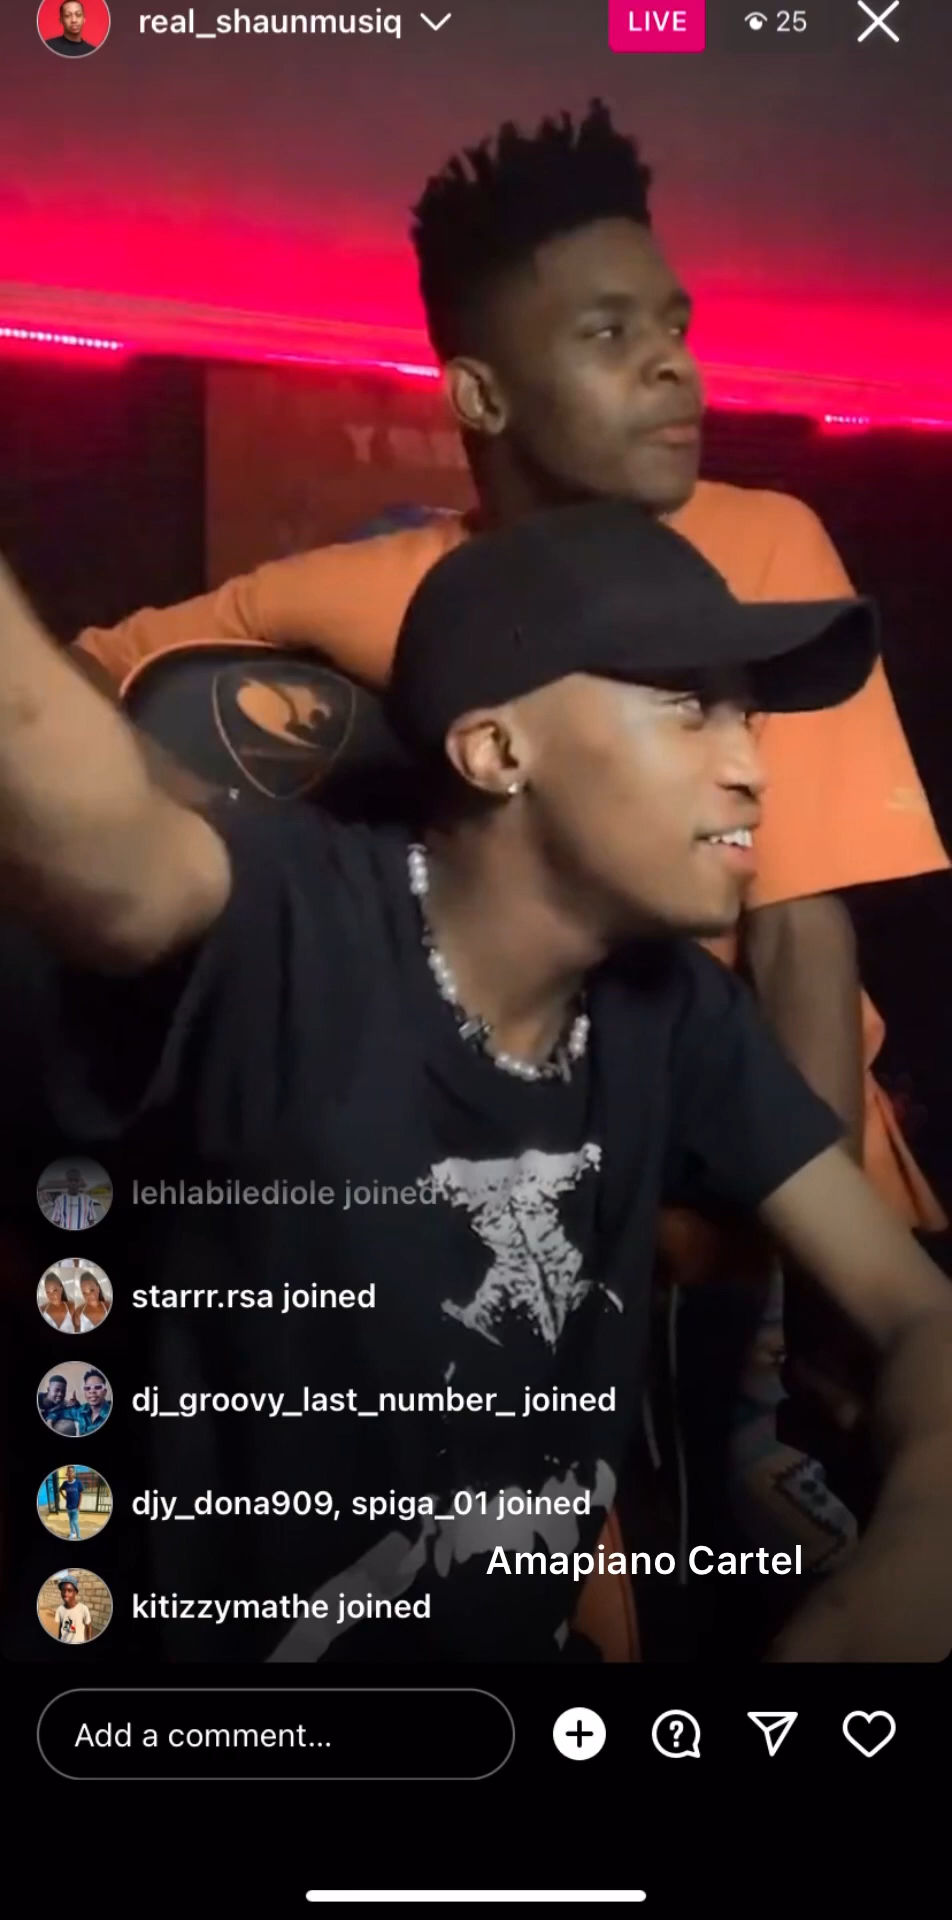 real_shaunmusiq
LIVE
25
lehlabilediole joined
starrr.rsa joined
dj_groovy_last_number_ joined
djy_dona909, spiga_01 joined
Amapiano Cartel
kitizzymathe joined
Add a comment...